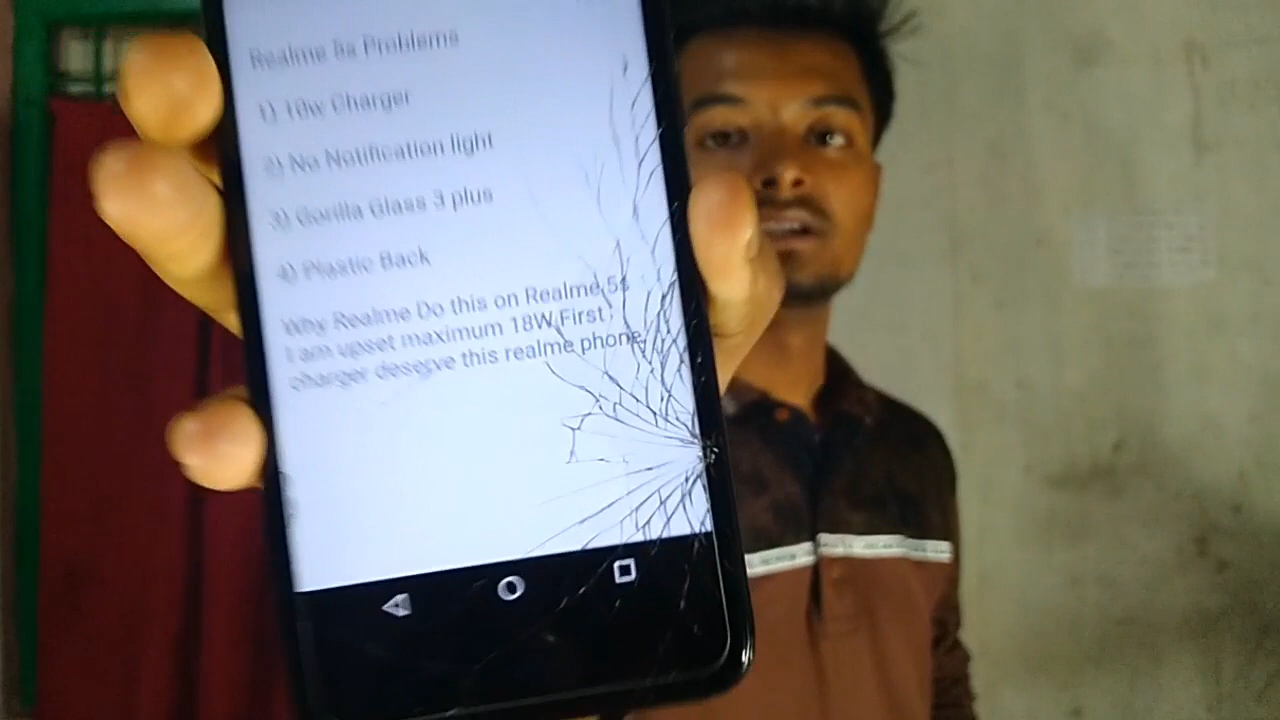 Realme 5s Problems
1) 10w Charger
2) No Notification light
3) Gorilla Glass 3 plus
4) Plastic Back
Why Realme Do this on Realme 5s
I am upset maximum 18W First
charger deserve this realme phone